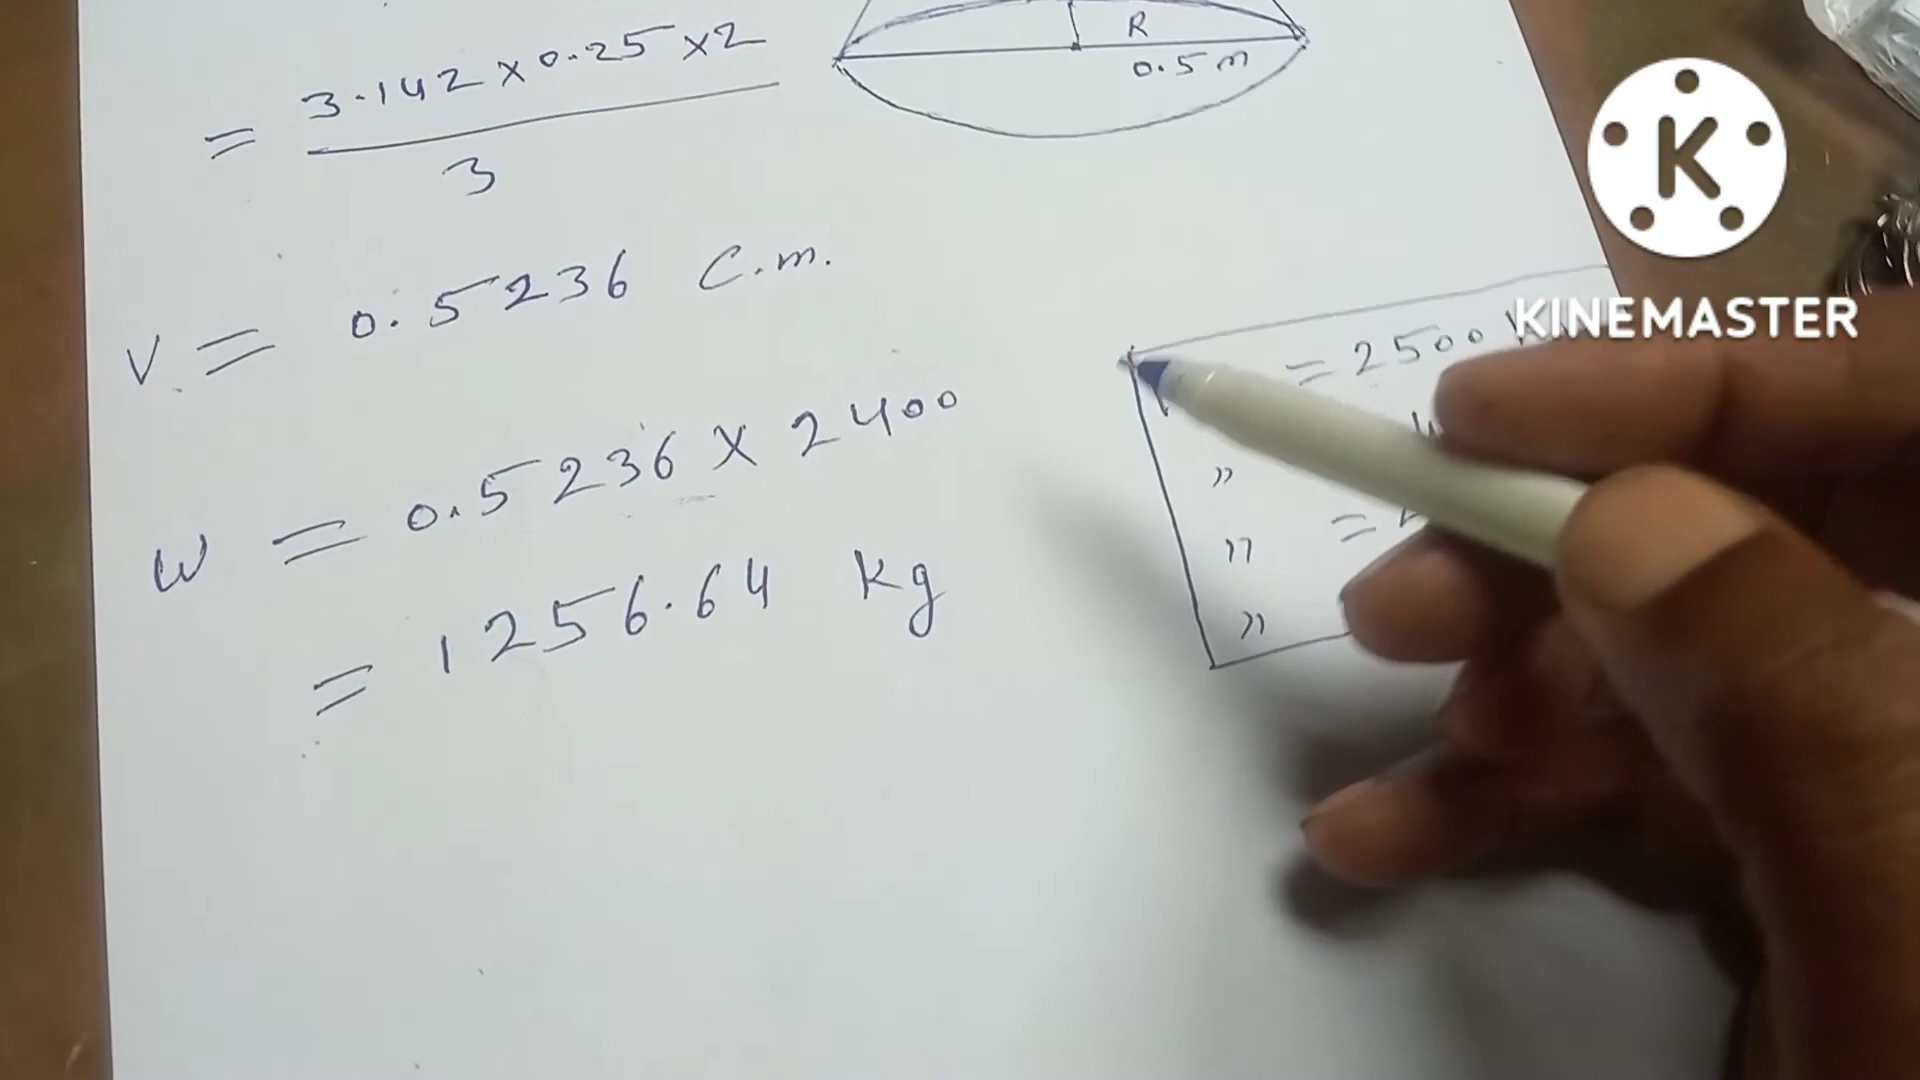 = 3.142 x 0.25 x 2
3
R
0.5 m
V = 0.5236 C.m.
W = 0.5236 X 2400
= 1256.64 kg
= 2500
"
=
"
"
K
KINEMASTER